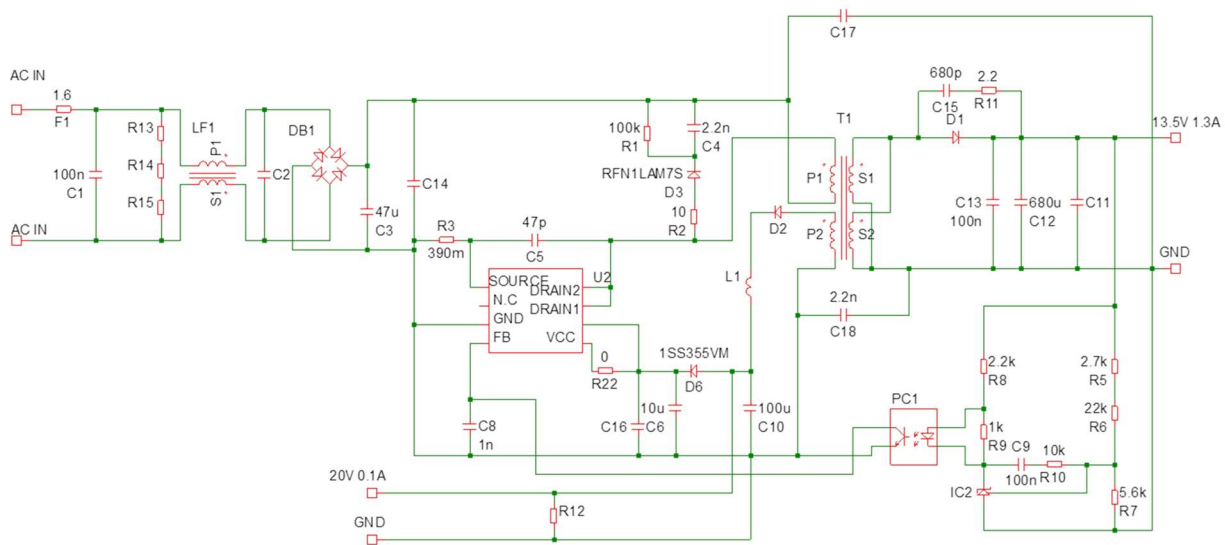 C17
AC IN
1.6
F1
680p
2.2
C15
R11
R13
LF1
P1
DB1
100k
R1
2.2n
C4
T1
D1
13.5V 1.3A
100n
C1
R14
C2
C14
RFN1LAM7S
D3
P1
S1
R15
S1
47u
C3
10
R2
D2
C13
100n
680u
C12
C11
AC IN
R3
390m
47p
C5
P2
S2
GND
SOURCE
DRAIN2
U2
N.C
DRAIN1
GND
FB
VCC
L1
2.2n
C18
0
R22
1SS355VM
D6
2.2k
R8
2.7k
R5
PC1
C8
1n
C16
10u
C6
100u
C10
22k
R6
1k
R9
C9
100n
10k
R10
20V 0.1A
IC2
5.6k
R7
R12
GND